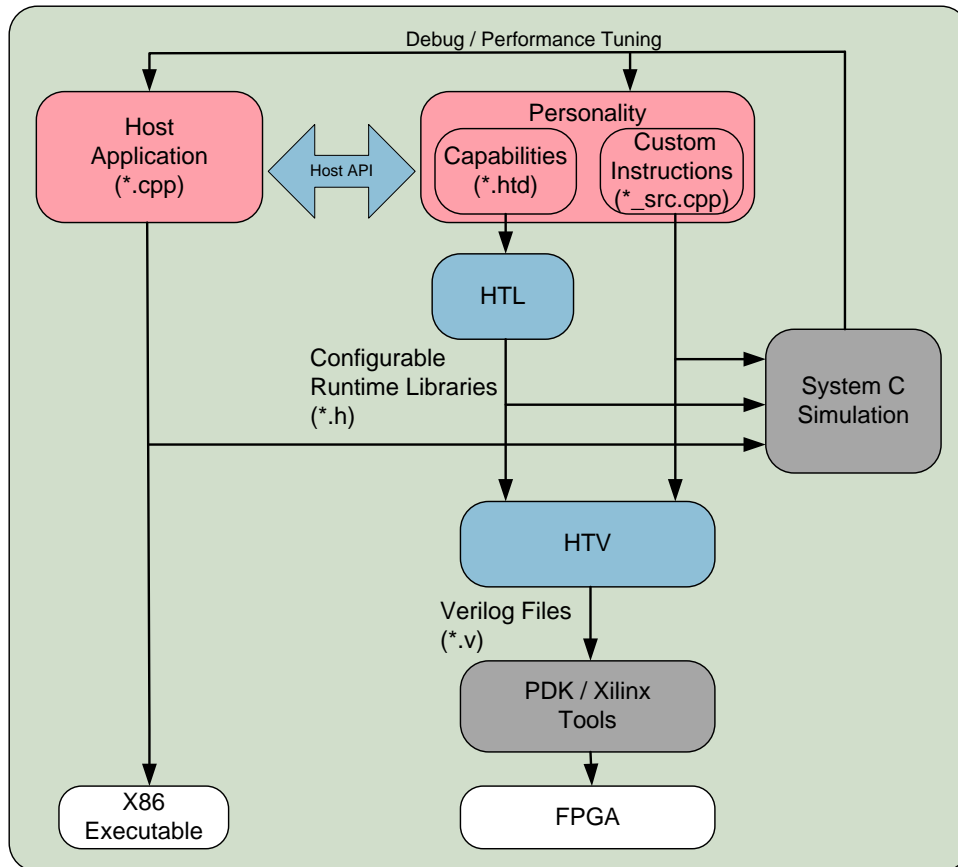 Debug / Performance Tuning
Host
Application
(*.cpp)
Host API
Personality
Capabilities
(*.htd)
Custom
Instructions
(*_src.cpp)
HTL
Configurable
Runtime Libraries
(*.h)
System C
Simulation
HTV
Verilog Files
(*.v)
PDK / Xilinx
Tools
X86
Executable
FPGA